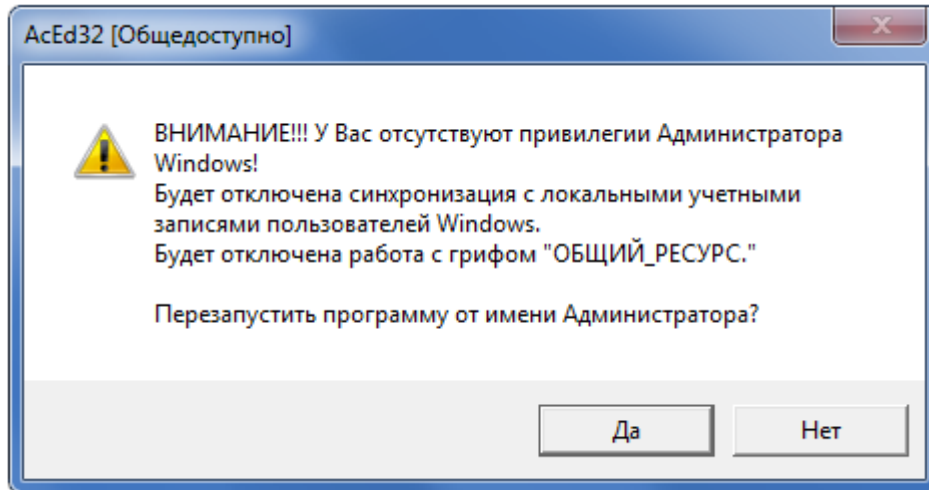 AcEd32 [Общедоступно]
ВНИМАНИЕ!!! У Вас отсутствуют привилегии Администратора
Windows!
Будет отключена синхронизация с локальными учетными
записями пользователей Windows.
Будет отключена работа с грифом "ОБЩИЙ_РЕСУРС."
Перезапустить программу от имени Администратора?
Да
Нет